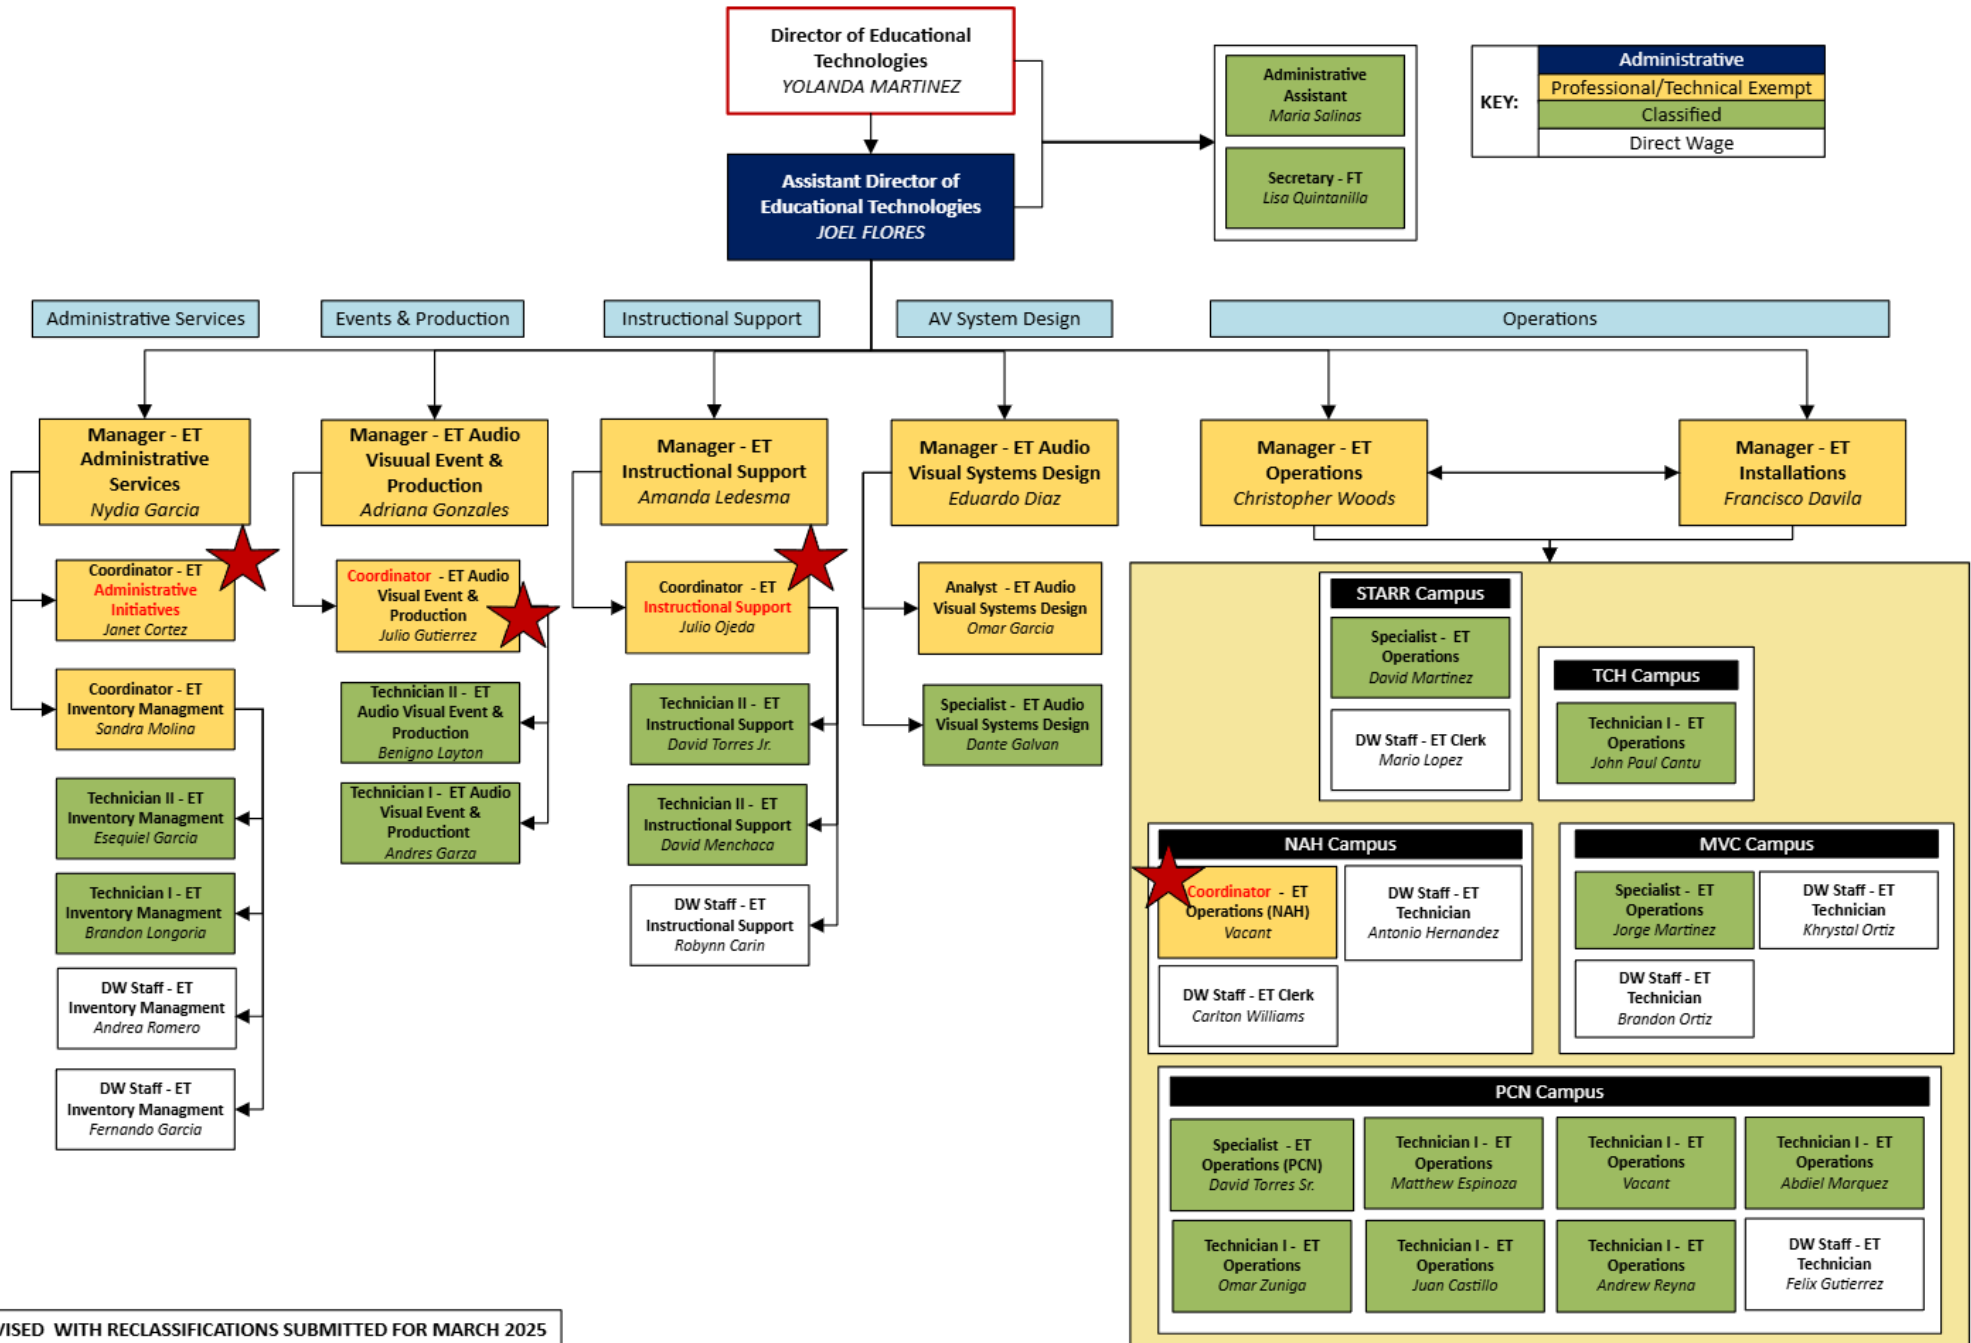 Director of Educational
Technologies
YOLANDA MARTINEZ
Assistant Director of
Educational Technologies
JOEL FLORES
Administrative
Assistant
Maria Salinas
Secretary - FT
Lisa Quintanilla
KEY:
Administrative
Professional/Technical Exempt
Classified
Direct Wage
Administrative Services
Events & Production
Instructional Support
AV System Design
Operations
Manager - ET
Administrative
Services
Nydia Garcia
Coordinator - ET
Administrative
Initiatives
Janet Cortez
Coordinator - ET
Inventory Managment
Sandra Molina
Technician II - ET
Inventory Managment
Esequiel Garcia
Technician I - ET
Inventory Managment
Brandon Longoria
DW Staff - ET
Inventory Managment
Andrea Romero
DW Staff - ET
Inventory Managment
Fernando Garcia
Manager - ET Audio
Visuual Event &
Production
Adriana Gonzales
Coordinator - ET Audio
Visual Event &
Production
Julio Gutierrez
Technician II - ET
Audio Visual Event &
Production
Benigno Layton
Technician I - ET Audio
Visual Event &
Productiont
Andres Garza
Manager - ET
Instructional Support
Amanda Ledesma
Coordinator - ET
Instructional Support
Julio Ojeda
Technician II - ET
Instructional Support
David Torres Jr.
Technician II - ET
Instructional Support
David Menchaca
DW Staff - ET
Instructional Support
Robynn Carin
Manager - ET Audio
Visual Systems Design
Eduardo Diaz
Analyst - ET Audio
Visual Systems Design
Omar Garcia
Specialist - ET Audio
Visual Systems Design
Dante Galvan
Manager - ET
Operations
Christopher Woods
Manager - ET
Installations
Francisco Davila
STARR Campus
Specialist - ET
Operations
David Martinez
DW Staff - ET Clerk
Mario Lopez
TCH Campus
Technician I - ET
Operations
John Paul Cantu
NAH Campus
Coordinator - ET
Operations (NAH)
Vacant
DW Staff - ET
Technician
Antonio Hernandez
DW Staff - ET Clerk
Carlton Williams
MVC Campus
Specialist - ET
Operations
Jorge Martinez
DW Staff - ET
Technician
Khrystal Ortiz
DW Staff - ET
Technician
Brandon Ortiz
PCN Campus
Specialist - ET
Operations (PCN)
David Torres Sr.
Technician I - ET
Operations
Matthew Espinoza
Technician I - ET
Operations
Vacant
Technician I - ET
Operations
Abdiel Marquez
Technician I - ET
Operations
Omar Zuniga
Technician I - ET
Operations
Juan Castillo
Technician I - ET
Operations
Andrew Reyna
DW Staff - ET
Technician
Felix Gutierrez
VISED WITH RECLASSIFICATIONS SUBMITTED FOR MARCH 2025